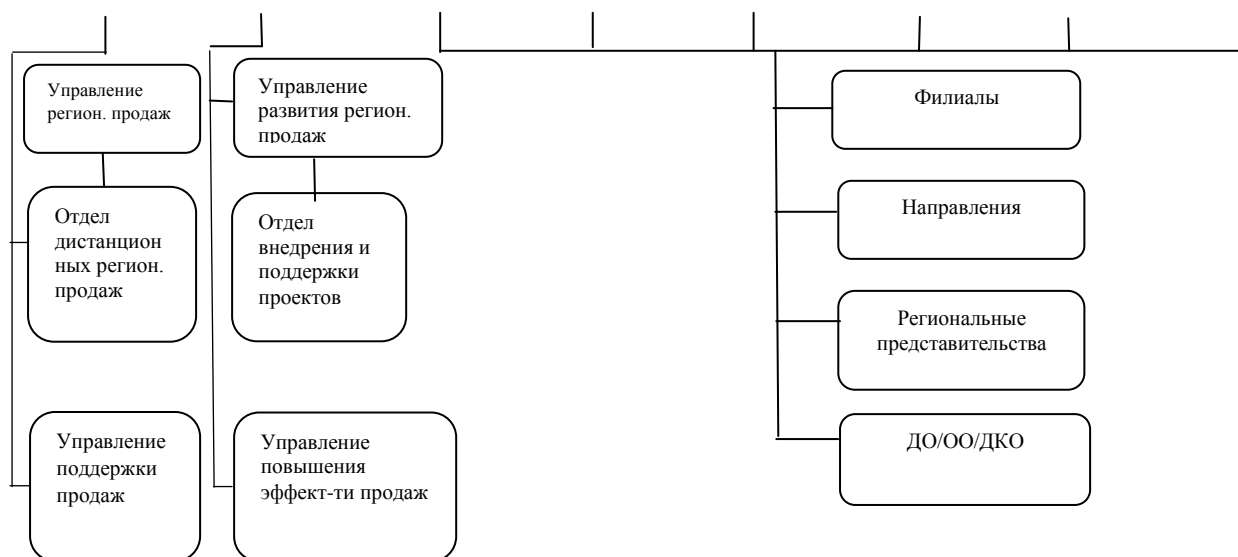 Управление
регион. продаж
Управление
развития регион.
продаж
Филиалы
Отдел
дистанцион
ных регион.
продаж
Отдел
внедрения и
поддержки
проектов
Направления
Региональные
представительства
Управление
поддержки
продаж
Управление
повышения
эффект-ти продаж
ДО/ОО/ДКО